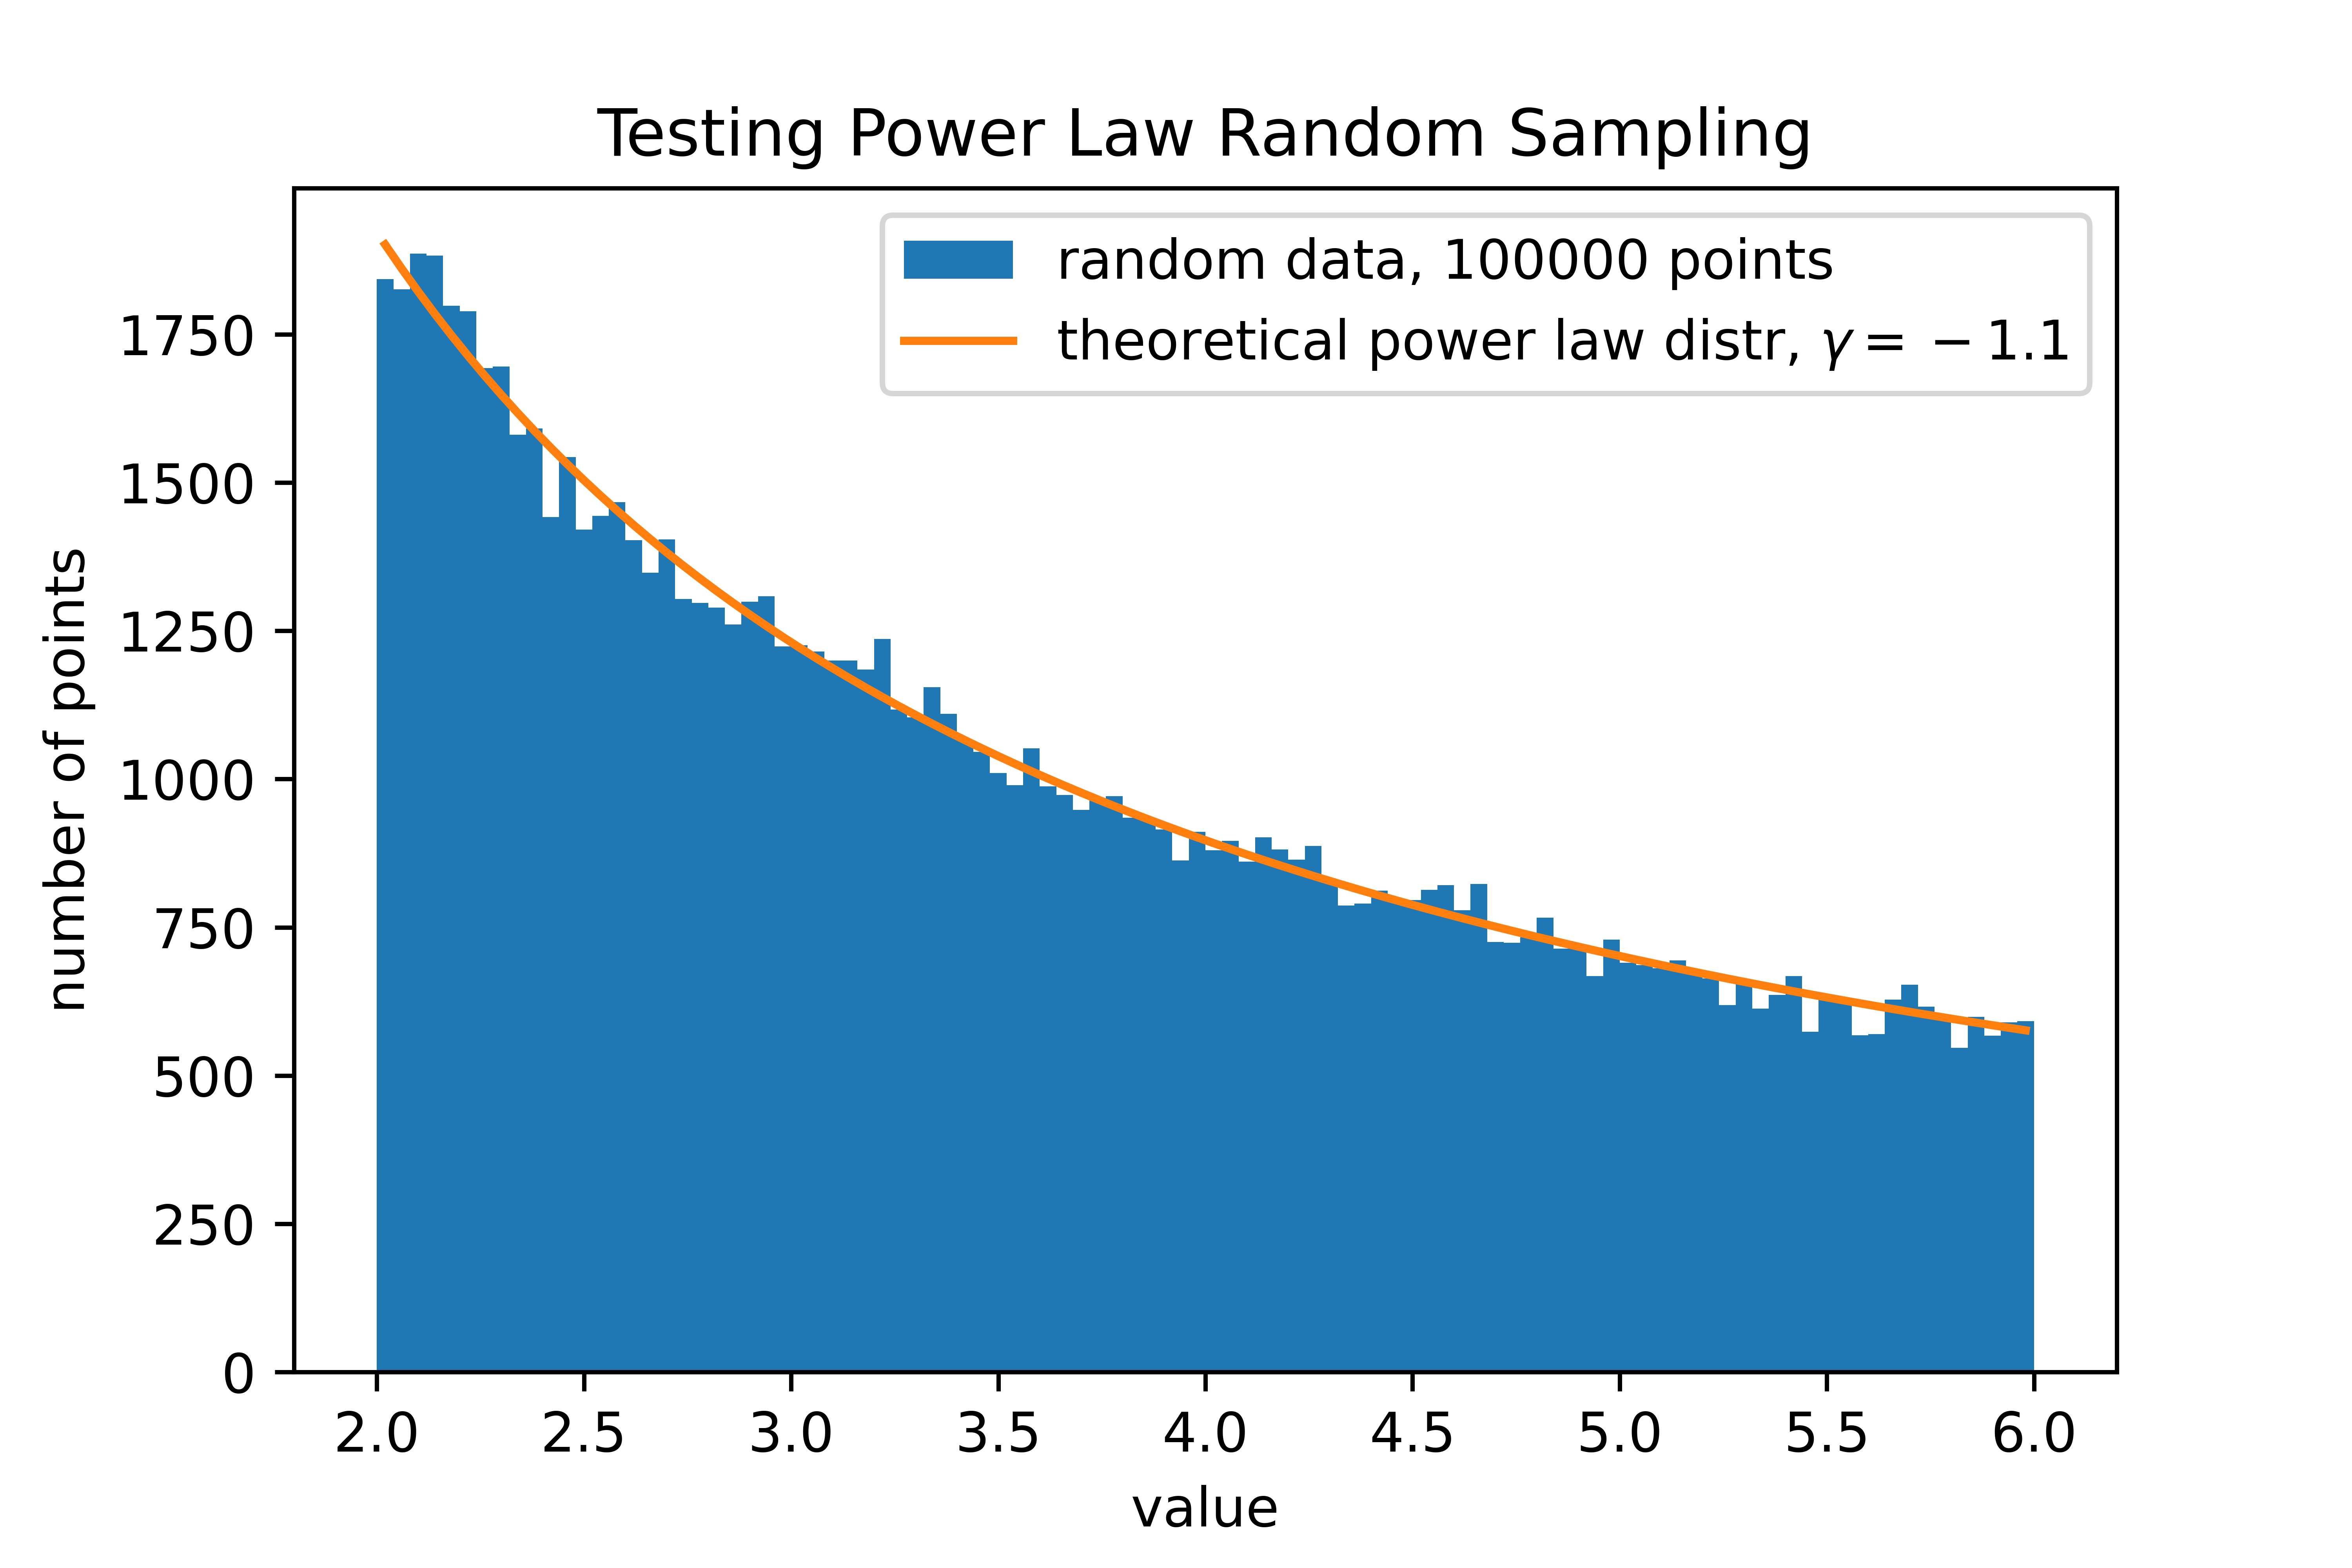 Testing Power Law Random Sampling
random data, 100000 points
theoretical power law distr, γ = −1.1
number of points
1750
1500
1250
1000
750
500
250
0
2.0 2.5 3.0 3.5 4.0 4.5 5.0 5.5 6.0
value